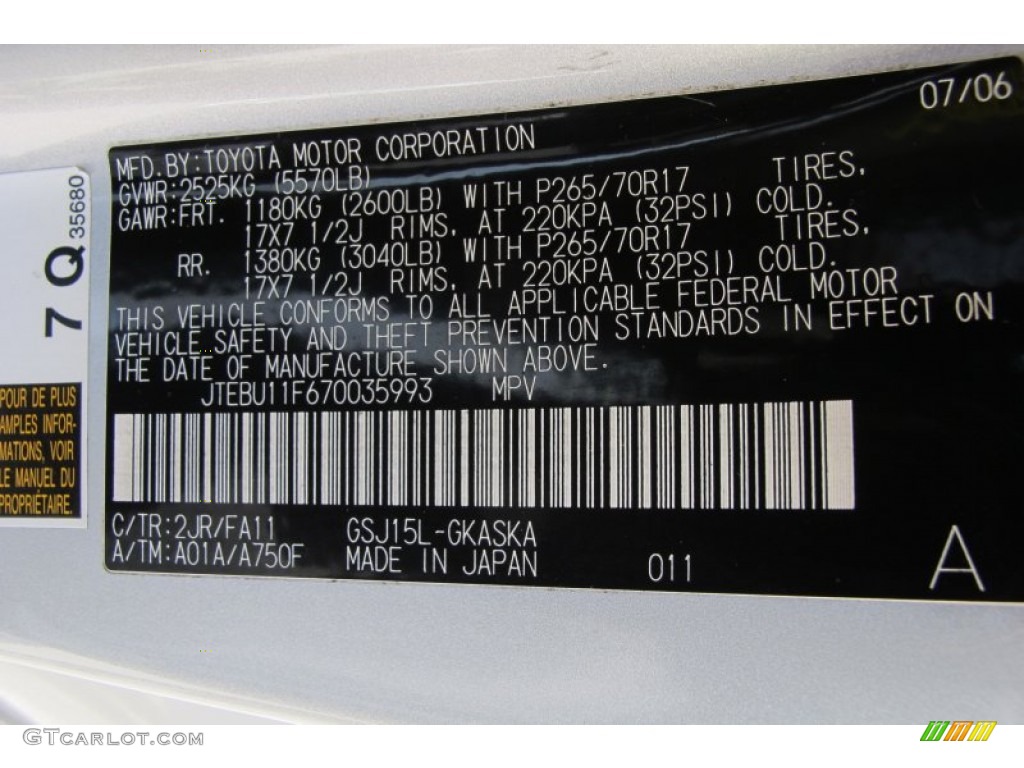 07/06
MFD.BY:TOYOTA MOTOR CORPORATION
GVWR:2525KG (5570LB)
GAWR:FRT. 1180KG (2600LB) WITH P265/70R17 TIRES,
17X7 1/2J RIMS, AT 220KPA (32PSI) COLD.
RR. 1380KG (3040LB) WITH P265/70R17 TIRES,
17X7 1/2J RIMS, AT 220KPA (32PSI) COLD.
THIS VEHICLE CONFORMS TO ALL APPLICABLE FEDERAL MOTOR
VEHICLE SAFETY AND THEFT PREVENTION STANDARDS IN EFFECT ON
THE DATE OF MANUFACTURE SHOWN ABOVE.
JTEBU11F670035993 MPV
C/TR:2JR/FA11 GSJ15L-GKASKA
A/TM:A01A/A750F MADE IN JAPAN 011 A
7 Q 35680
POUR DE PLUS
AMPLES INFOR-
MATIONS, VOIR
LE MANUEL DU
PROPRIÉTAIRE.
GTCARLOT.COM